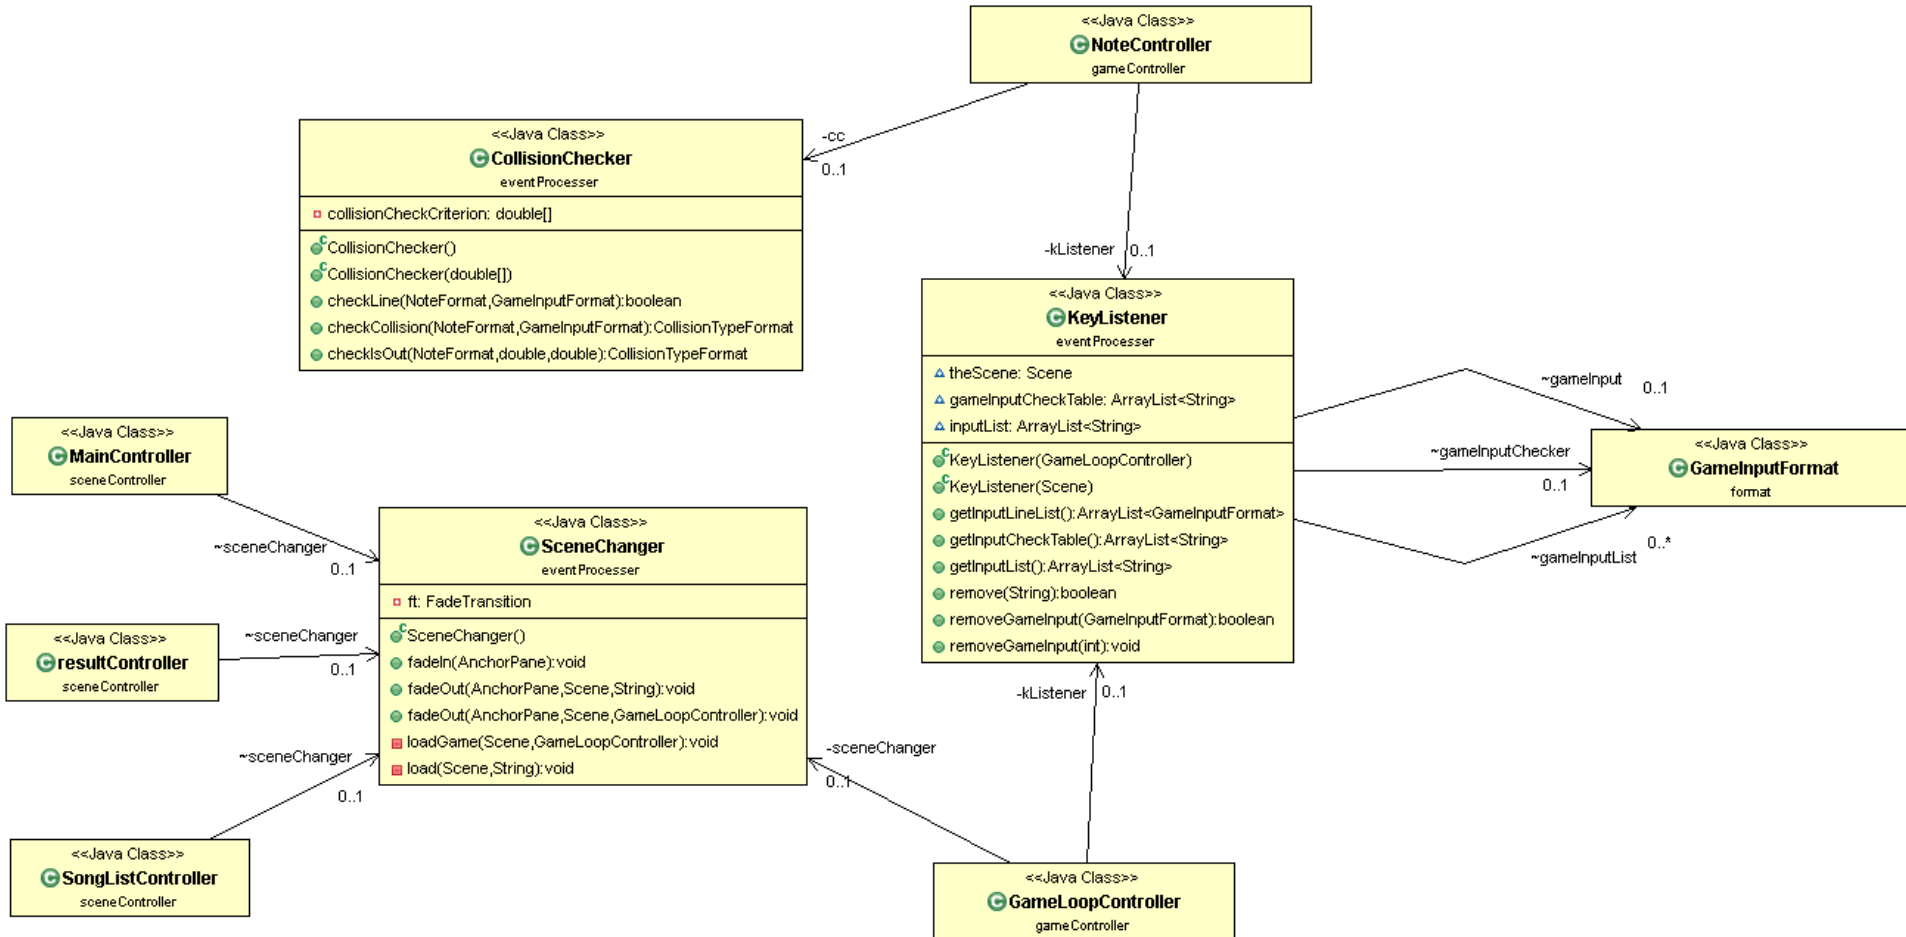 <<Java Class>>
NoteController
gameController
-cc
0..1
-kListener
0..1
<<Java Class>>
CollisionChecker
eventProcesser
collisionCheckCriterion: double[]
CollisionChecker()
CollisionChecker(double[])
checkLine(NoteFormat,GameInputFormat):boolean
checkCollision(NoteFormat,GameInputFormat):CollisionTypeFormat
checkIsOut(NoteFormat,double,double):CollisionTypeFormat
<<Java Class>>
KeyListener
eventProcesser
theScene: Scene
gameInputCheckTable: ArrayList<String>
inputList: ArrayList<String>
KeyListener(GameLoopController)
KeyListener(Scene)
getInputLineList():ArrayList<GameInputFormat>
getInputCheckTable():ArrayList<String>
getInputList():ArrayList<String>
remove(String):boolean
removeGameInput(GameInputFormat):boolean
removeGameInput(int):void
~gameInput
0..1
~gameInputChecker
0..1
~gameInputList
0..*
<<Java Class>>
GameInputFormat
format
<<Java Class>>
MainController
sceneController
~sceneChanger
0..1
<<Java Class>>
resultController
sceneController
~sceneChanger
0..1
<<Java Class>>
SongListController
sceneController
~sceneChanger
0..1
<<Java Class>>
SceneChanger
eventProcesser
ft: FadeTransition
SceneChanger()
fadeIn(AnchorPane):void
fadeOut(AnchorPane,Scene,String):void
fadeOut(AnchorPane,Scene,GameLoopController):void
loadGame(Scene,GameLoopController):void
load(Scene,String):void
-sceneChanger
0..1
-kListener
0..1
<<Java Class>>
GameLoopController
gameController